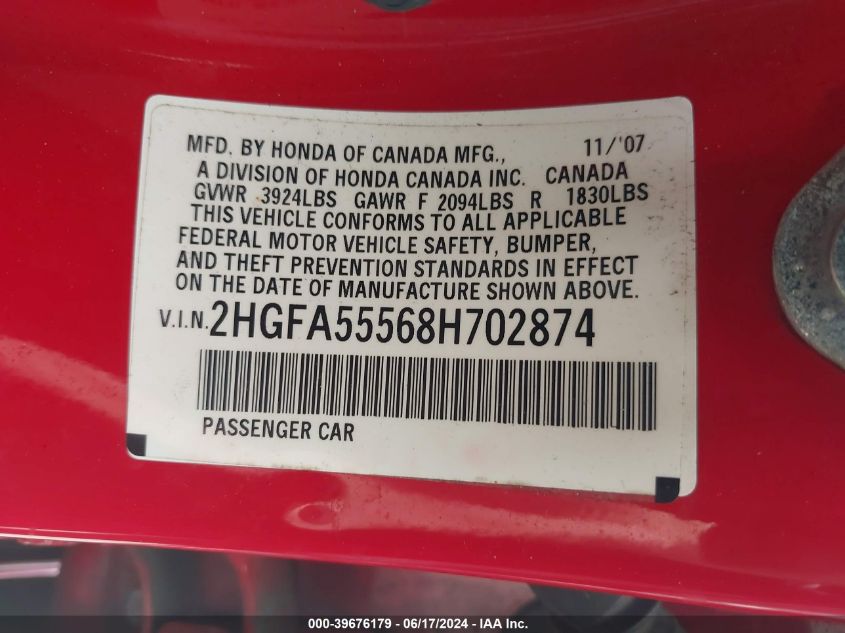 MFD. BY HONDA OF CANADA MFG., 11/'07
A DIVISION OF HONDA CANADA INC. CANADA
GVWR 3924LBS GAWR F 2094LBS R 1830LBS
THIS VEHICLE CONFORMS TO ALL APPLICABLE
FEDERAL MOTOR VEHICLE SAFETY, BUMPER,
AND THEFT PREVENTION STANDARDS IN EFFECT
ON THE DATE OF MANUFACTURE SHOWN ABOVE.
V.I.N. 2HGFA55568H702874
PASSENGER CAR
000-39676179 - 06/17/2024 - IAA Inc.